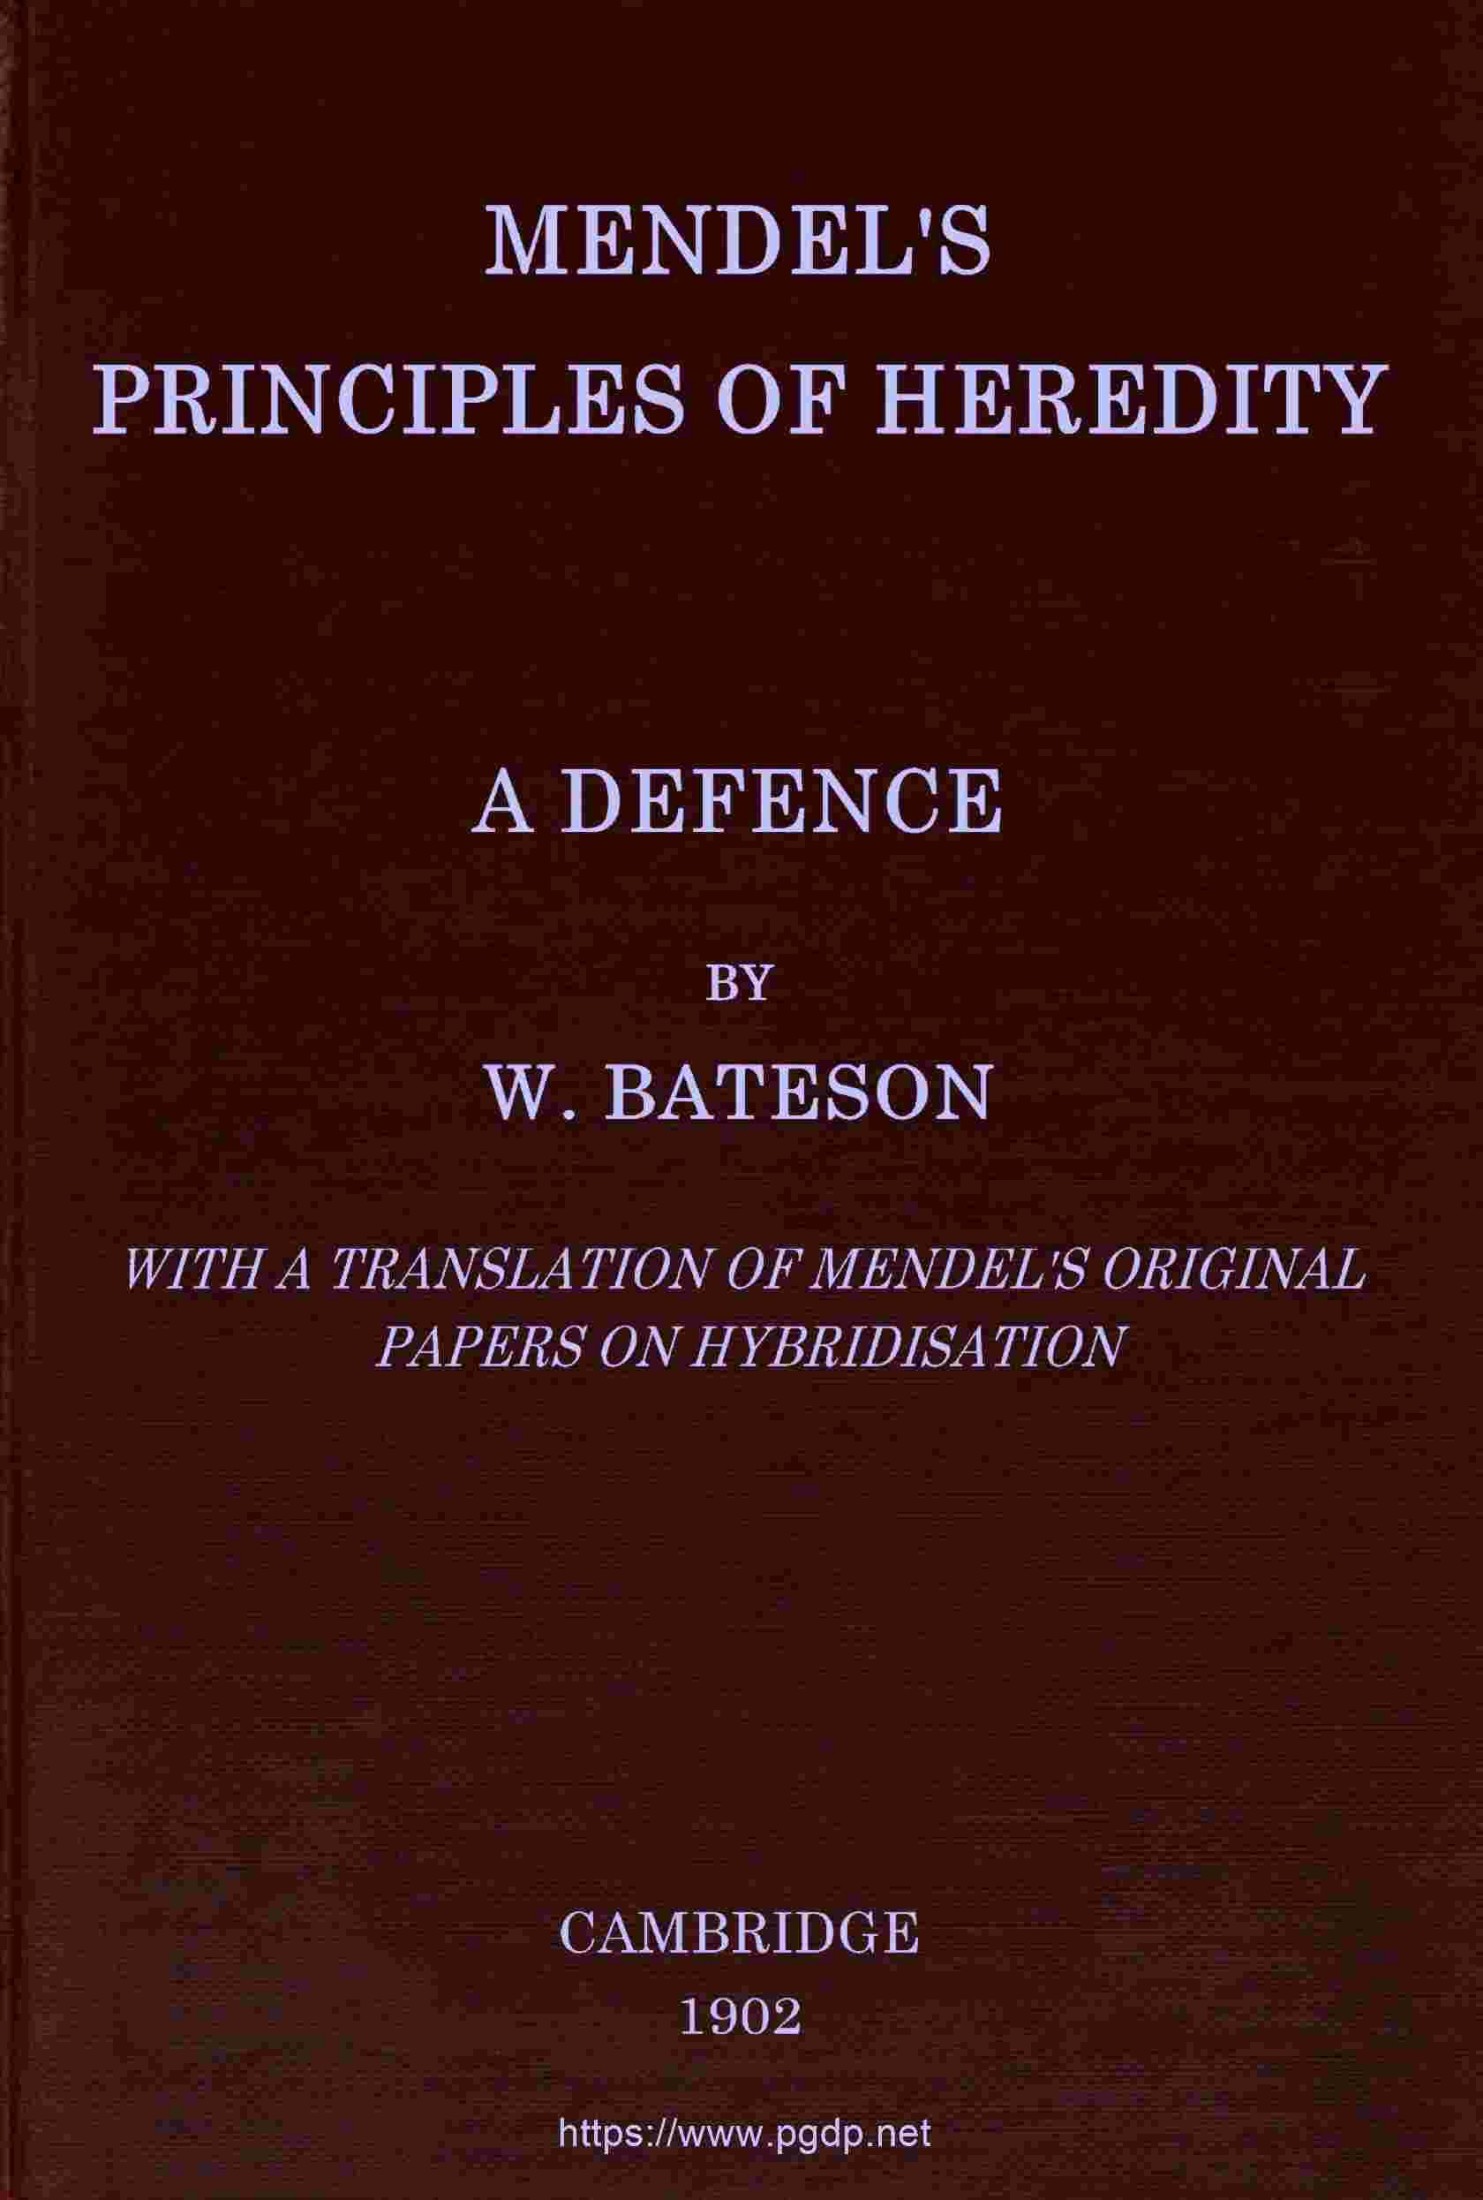 MENDEL'S
PRINCIPLES OF HEREDITY
A DEFENCE
BY
W. BATESON
WITH A TRANSLATION OF MENDEL'S ORIGINAL
PAPERS ON HYBRIDISATION
CAMBRIDGE
1902
https://www.pgdp.net